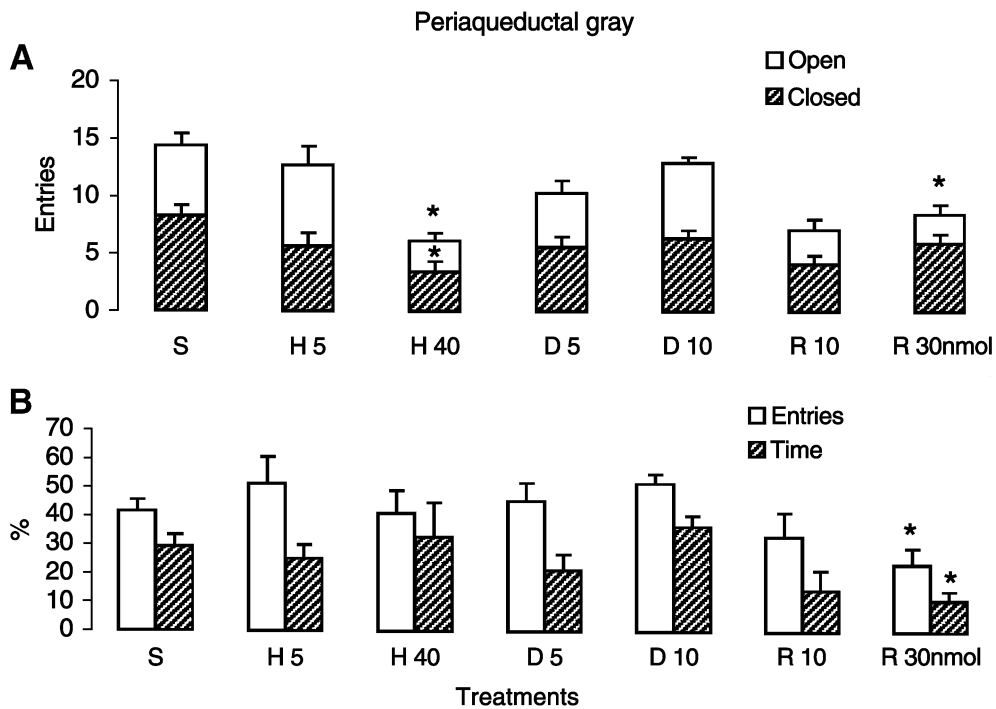 Periaqueductal gray
A
Open
Closed
Entries
20
15
10
5
0
*
*
*
S H 5 H 40 D 5 D 10 R 10 R 30nmol
B
Entries
Time
%
70
60
50
40
30
20
10
0
*
*
S H 5 H 40 D 5 D 10 R 10 R 30nmol
Treatments